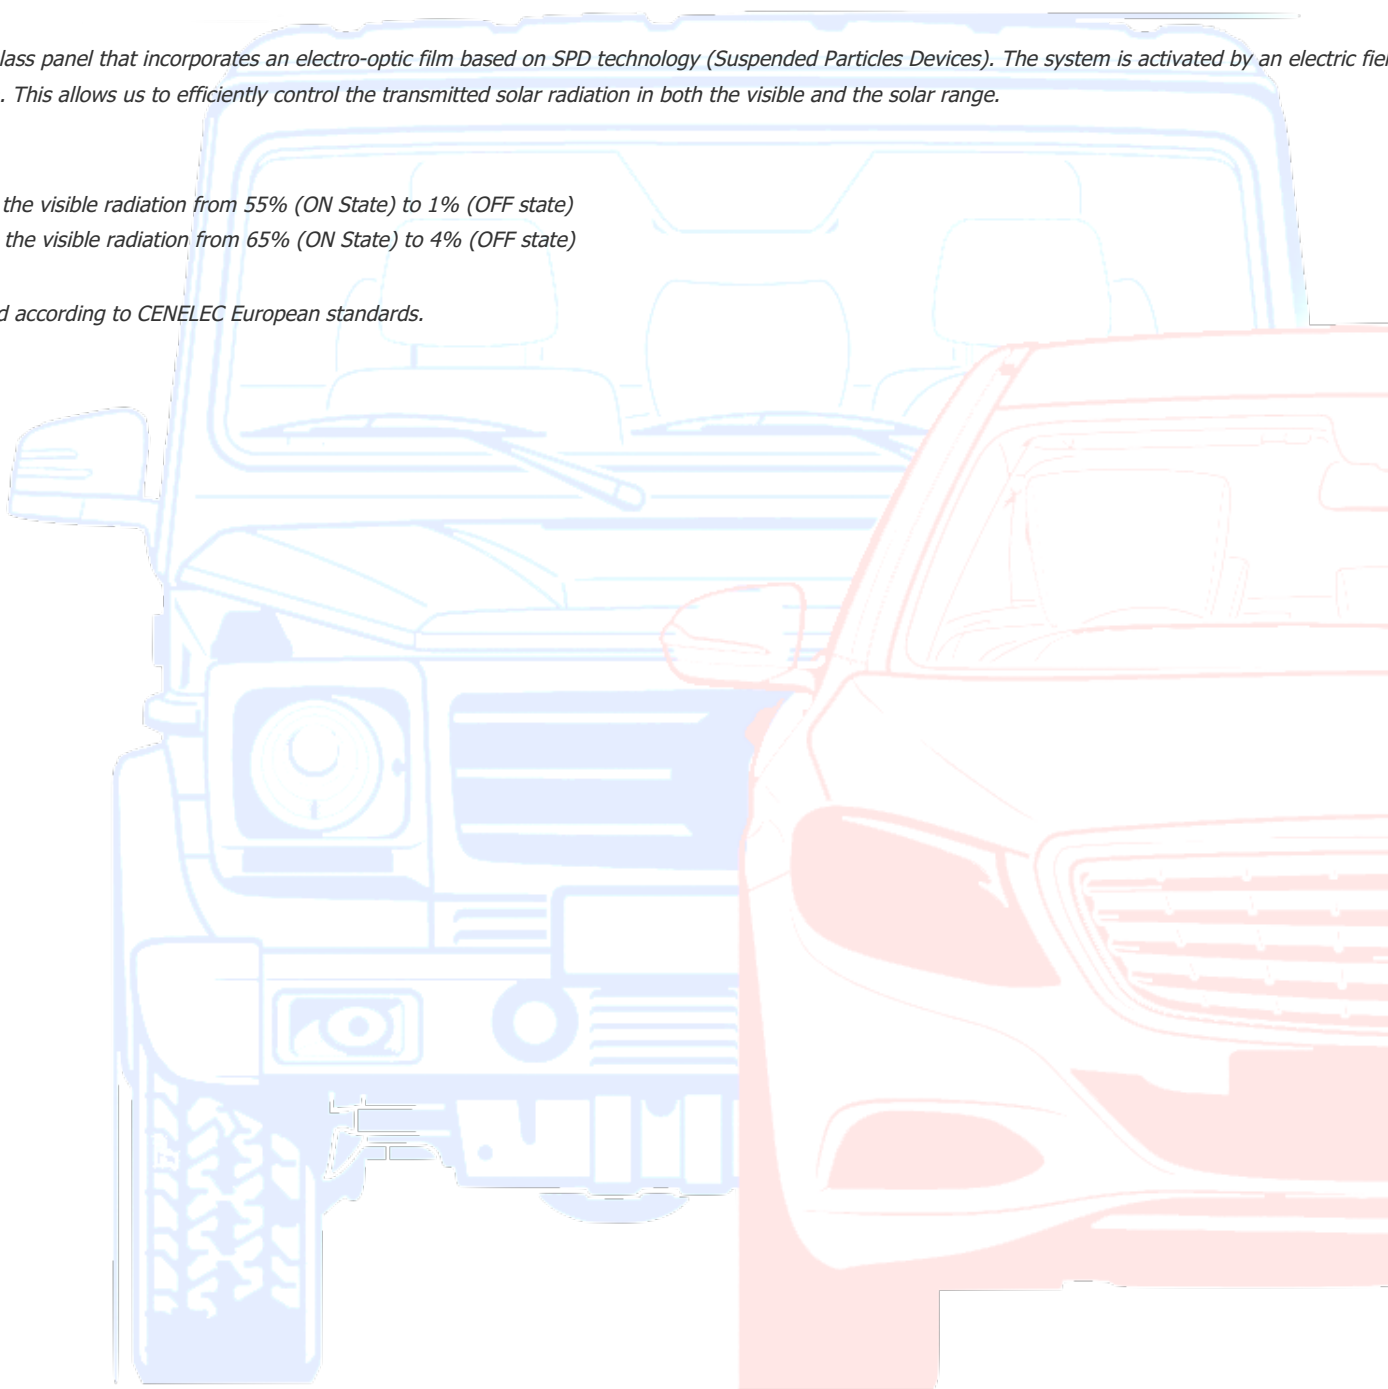 lass panel that incorporates an electro-optic film based on SPD technology (Suspended Particles Devices). The system is activated by an electric fiel
. This allows us to efficiently control the transmitted solar radiation in both the visible and the solar range.
the visible radiation from 55% (ON State) to 1% (OFF state)
the visible radiation from 65% (ON State) to 4% (OFF state)
d according to CENELEC European standards.